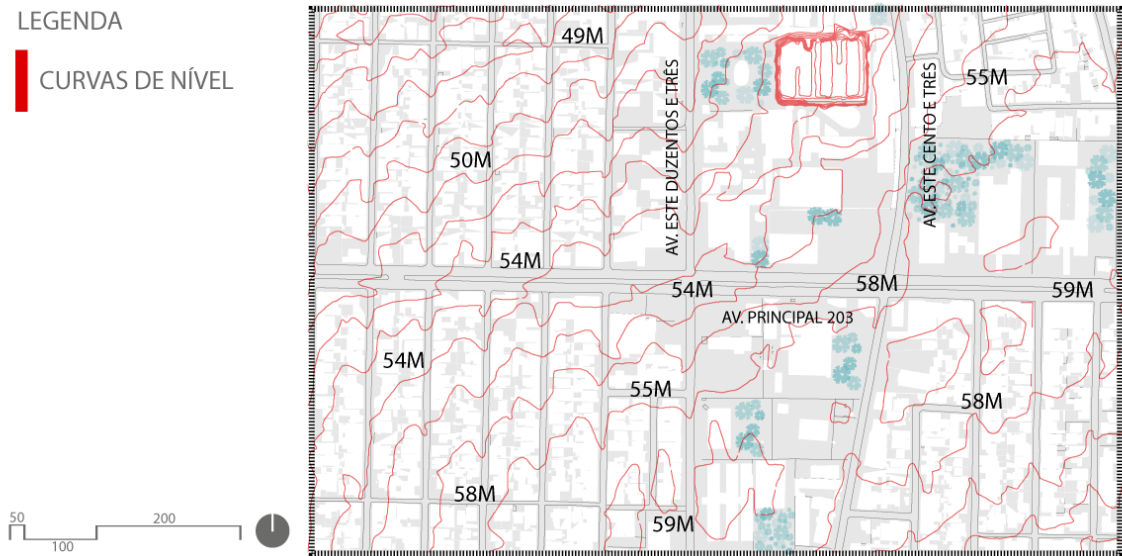 LEGENDA
CURVAS DE NÍVEL
49M
55M
AV. ESTE DUZENTOS E TRÊS
AV. ESTE CENTO E TRÊS
50M
54M
54M
58M
59M
AV. PRINCIPAL 203
54M
55M
58M
58M
59M
50
200
100